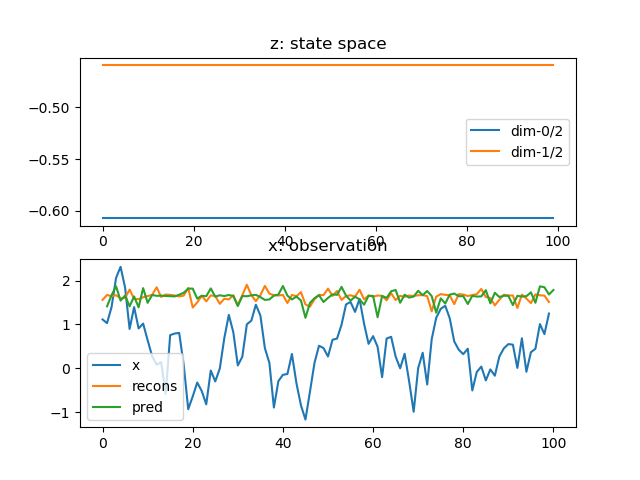 z: state space
−0.50
−0.55
−0.60
dim-0/2
dim-1/2
0
20
40
60
80
100
x: observation
2
1
0
−1
x
recons
pred
0
20
40
60
80
100